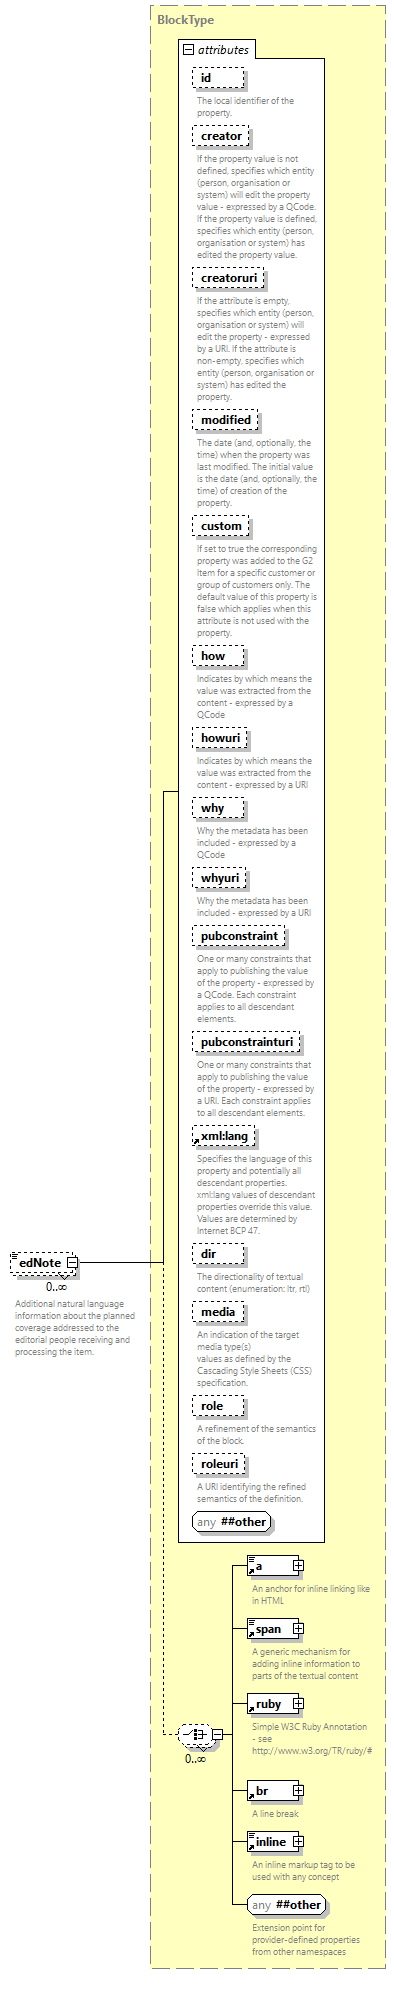 BlockType
attributes
id
The local identifier of the
property.
creator
If the property value is not
defined, specifies which entity
(person, organisation or
system) will edit the property
value - expressed by a QCode.
If the property value is defined,
specifies which entity (person,
organisation or system) has
edited the property value.
creatoruri
If the attribute is empty,
specifies which entity (person,
organisation or system) will
edit the property - expressed
by a URI. If the attribute is
non-empty, specifies which
entity (person, organisation or
system) has edited the
property.
modified
The date (and, optionally, the
time) when the property was
last modified. The initial value
is the date (and, optionally, the
time) of creation of the
property.
custom
If set to true the corresponding
property was added to the G2
Item for a specific customer or
group of customers only. The
default value of this property is
false which applies when this
attribute is not used with the
property.
how
Indicates by which means the
value was extracted from the
content - expressed by a
QCode
howuri
Indicates by which means the
value was extracted from the
content - expressed by a URI
why
Why the metadata has been
included - expressed by a
QCode
whyuri
Why the metadata has been
included - expressed by a URI
pubconstraint
One or many constraints that
apply to publishing the value
of the property - expressed by
a QCode. Each constraint
applies to all descendant
elements.
pubconstrainturi
One or many constraints that
apply to publishing the value
of the property - expressed by
a URI. Each constraint applies
to all descendant elements.
xml:lang
Specifies the language of this
property and potentially all
descendant properties.
xml:lang values of descendant
properties override this value.
Values are determined by
Internet BCP 47.
dir
The directionality of textual
content (enumeration: ltr, rtl)
edNote
0..∞
Additional natural language
information about the planned
coverage addressed to the
editorial people receiving and
processing the item.
media
An indication of the target
media type(s)
values as defined by the
Cascading Style Sheets (CSS)
specification.
role
A refinement of the semantics
of the block.
roleuri
A URI identifying the refined
semantics of the definition.
any ##other
a
An anchor for inline linking like
in HTML
span
A generic mechanism for
adding inline information to
parts of the textual content
ruby
Simple W3C Ruby Annotation
- see
http://www.w3.org/TR/ruby/#
0..∞
br
A line break
inline
An inline markup tag to be
used with any concept
any ##other
Extension point for
provider-defined properties
from other namespaces